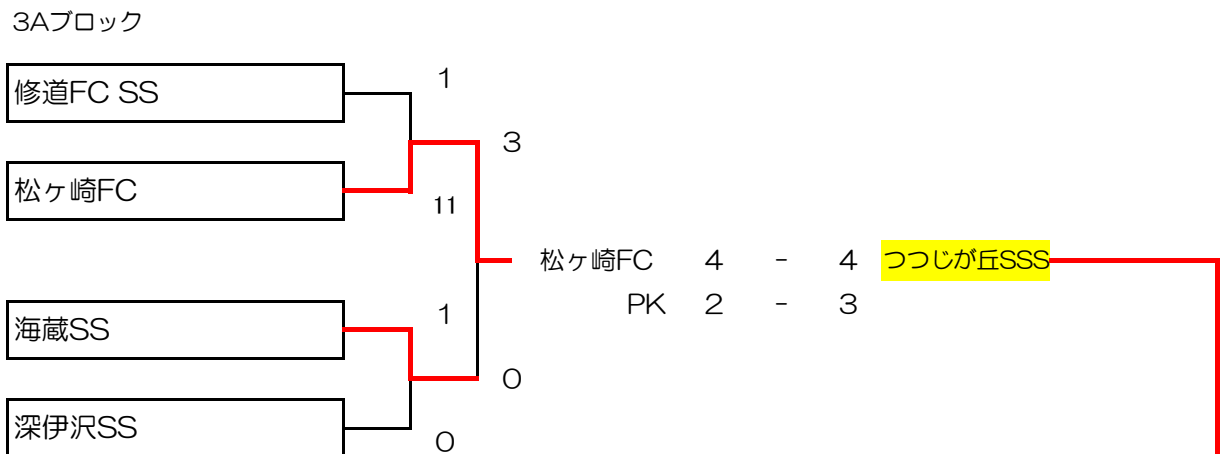 3Aブロック
修道FC SS
1
3
松ヶ崎FC
11
松ヶ崎FC 4 - 4 つつじが丘SSS
PK 2 - 3
海蔵SS
1
0
深伊沢SS
0